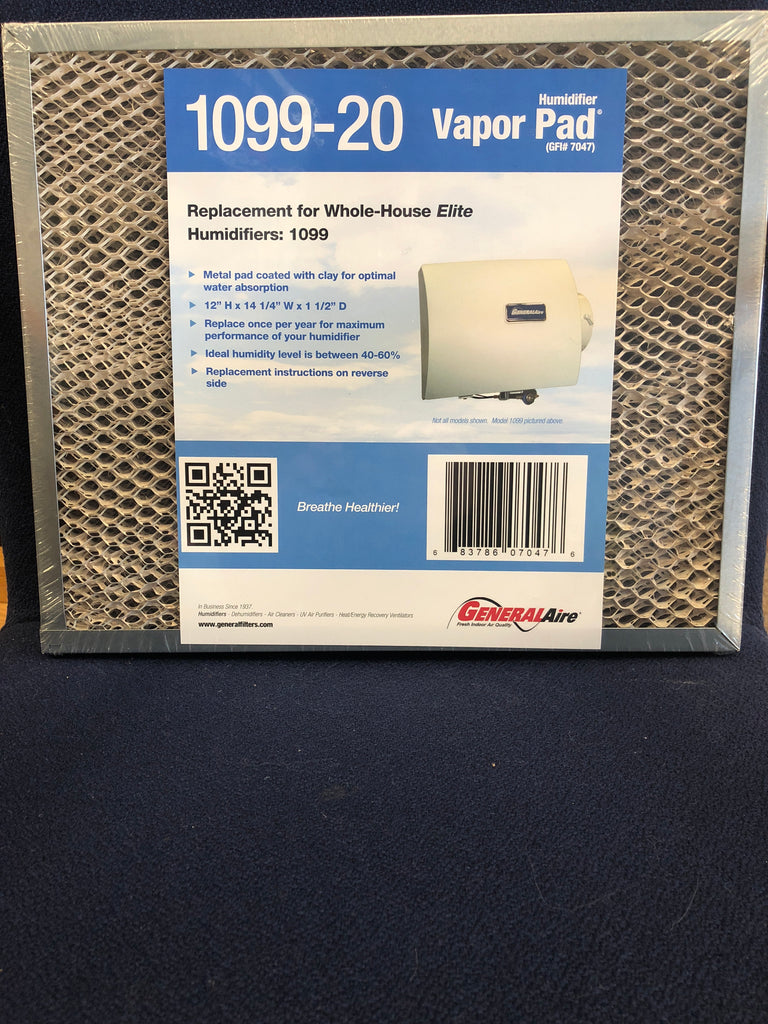 1099-20
Humidifier
Vapor Pad®
(GFI# 7047)
Replacement for Whole-House Elite
Humidifiers: 1099
Metal pad coated with clay for optimal
water absorption
12” H x 14 1/4” W x 1 1/2” D
Replace once per year for maximum
performance of your humidifier
Ideal humidity level is between 40-60%
Replacement instructions on reverse
side
GENERALAire
Not all models shown. Model 1099 pictured above.
Breathe Healthier!
6 83786 07047 6
In Business Since 1937
Humidifiers - Dehumidifiers - Air Cleaners - UV Air Purifiers - Heat/Energy Recovery Ventilators
www.generalfilters.com
GENERALAire®
Fresh Indoor Air Quality